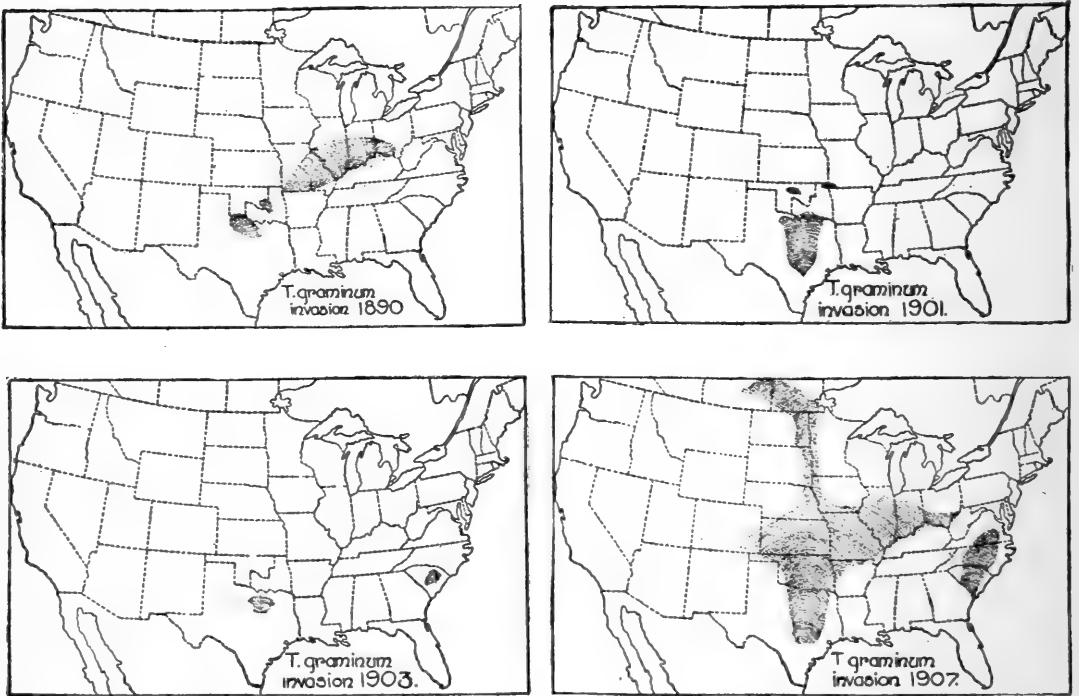 T. graminum
invasion 1890
T. graminum
invasion 1901.
T. graminum
invasion 1903.
T graminum
invasion 1907.